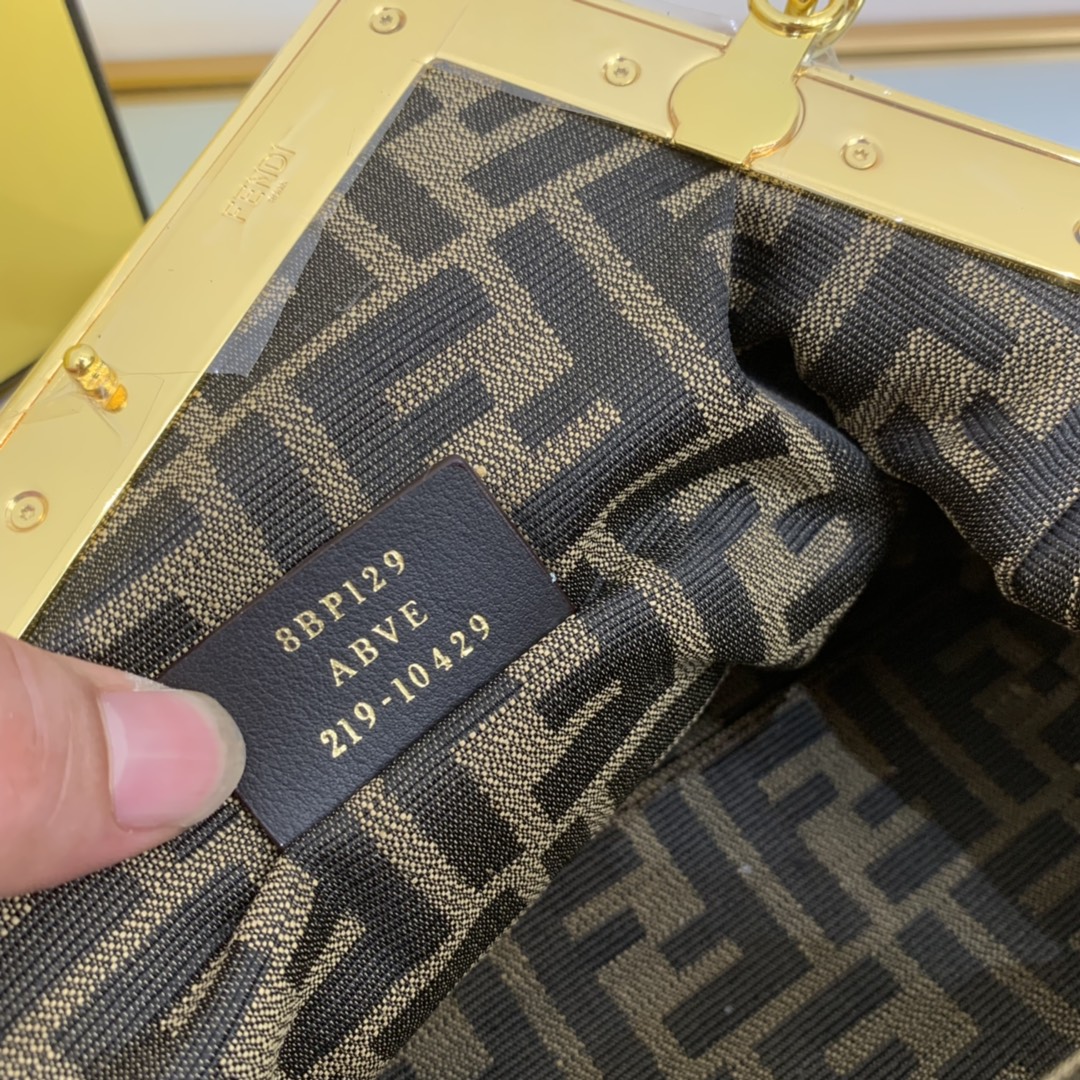 FENDI
8BP129
ABVE
219-10429